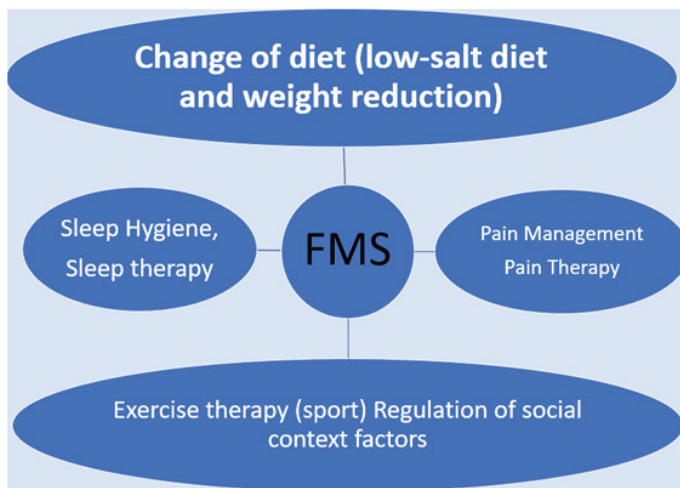 Change of diet (low-salt diet
and weight reduction)
Sleep Hygiene,
Sleep therapy
FMS
Pain Management
Pain Therapy
Exercise therapy (sport) Regulation of social
context factors